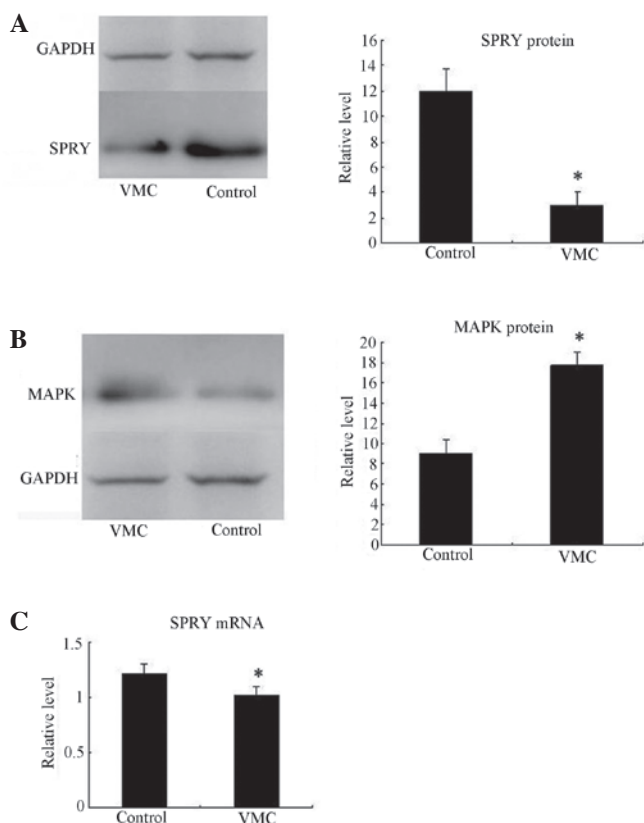 A
GAPDH
SPRY
VMC Control
SPRY protein
Relative level
16
14
12
10
8
6
4
2
0
*
Control VMC
B
MAPK
GAPDH
VMC Control
MAPK protein
Relative level
20
18
16
14
12
10
8
6
4
2
0
*
Control VMC
C
SPRY mRNA
Relative level
1.5
1
0.5
0
*
Control VMC